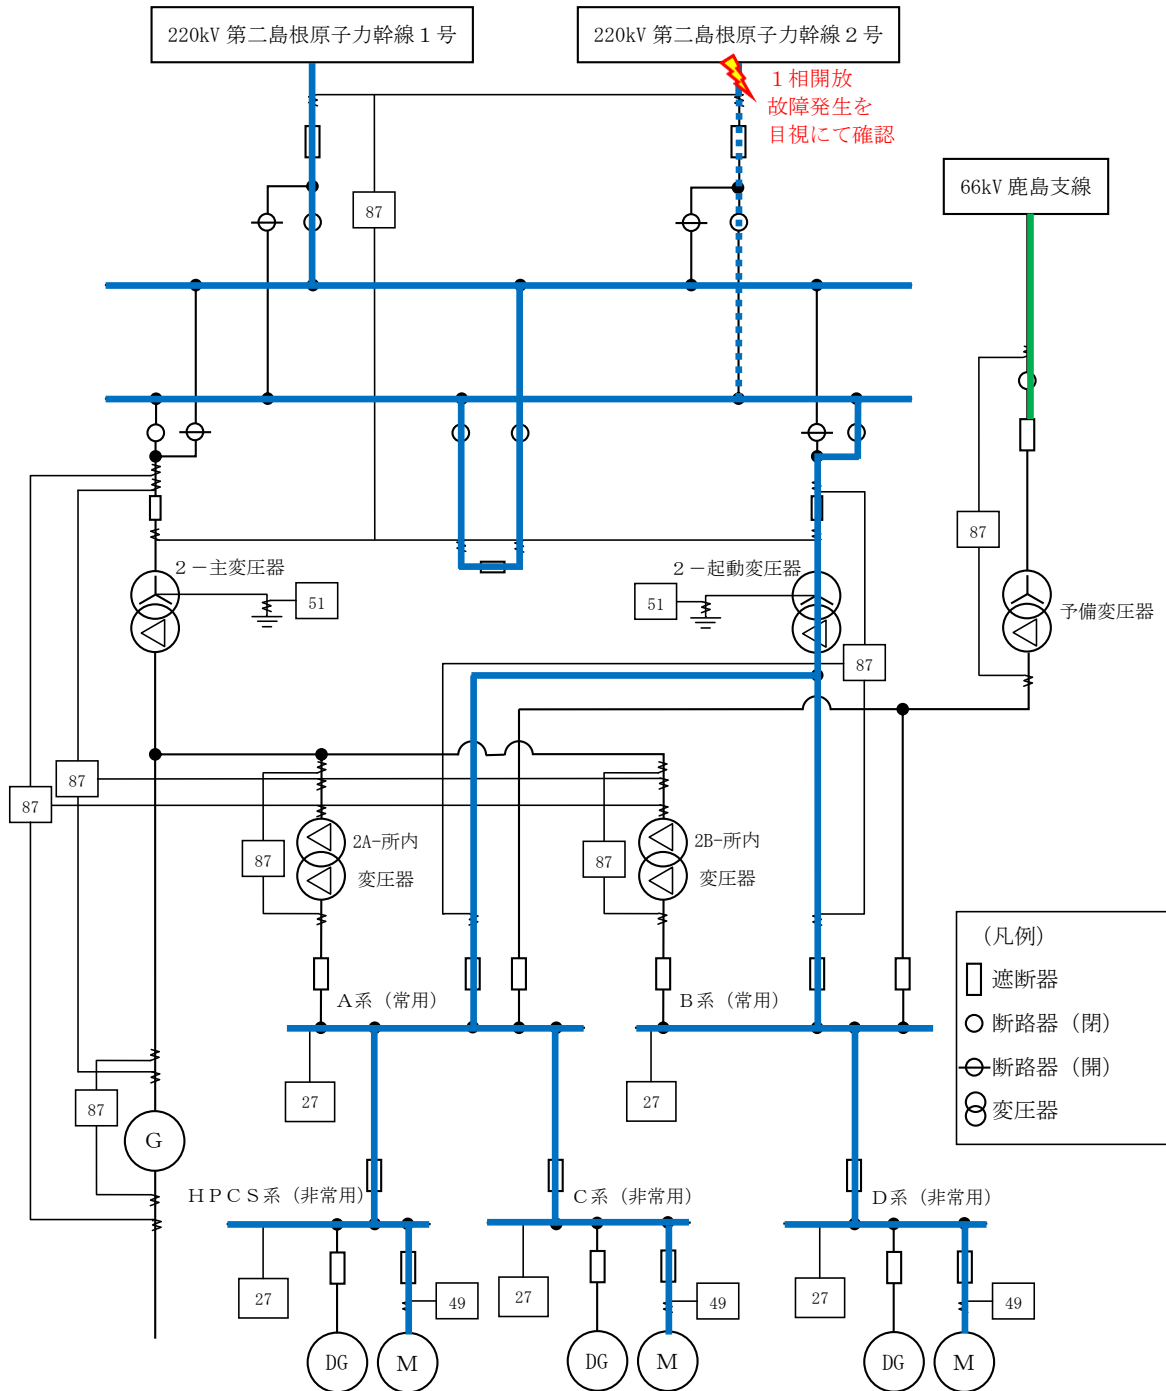 220kV 第二島根原子力幹線１号
220kV 第二島根原子力幹線２号
１相開放
故障発生を
目視にて確認
66kV 鹿島支線
87
87
２－主変圧器
51
２－起動変圧器
51
予備変圧器
87
87
87
2A-所内
変圧器
87
2B-所内
変圧器
87
Ａ系（常用）
Ｂ系（常用）
27
27
87
G
ＨＰＣＳ系（非常用）
Ｃ系（非常用）
Ｄ系（非常用）
27
49
27
49
27
49
DG
M
DG
M
DG
M
（凡例）
遮断器
断路器（閉）
断路器（開）
変圧器